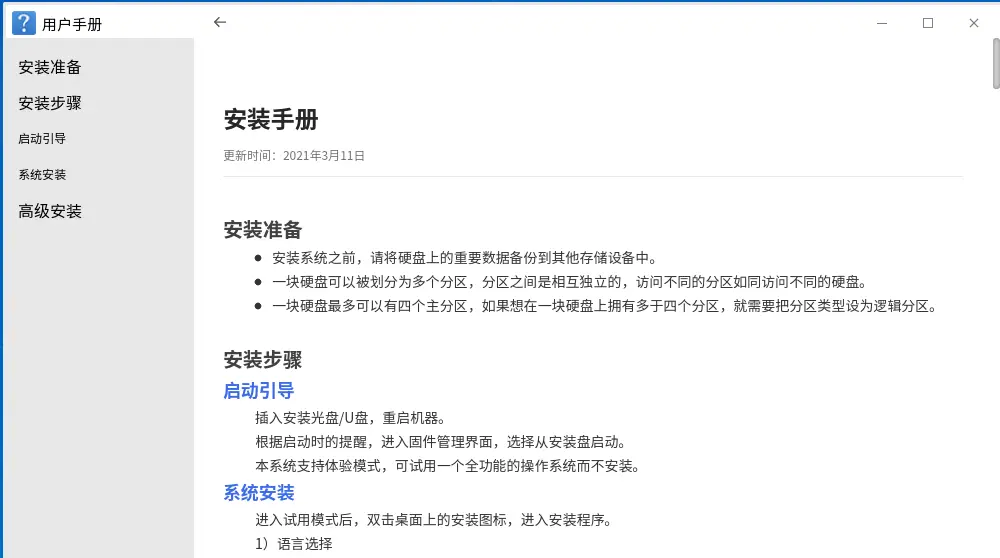 用户手册
安装准备
安装步骤
启动引导
系统安装
高级安装
安装手册
更新时间：2021年3月11日
安装准备
安装系统之前，请将硬盘上的重要数据备份到其他存储设备中。
一块硬盘可以被划分为多个分区，分区之间是相互独立的，访问不同的分区如同访问不同的硬盘。
一块硬盘最多可以有四个主分区，如果想在一块硬盘上拥有多于四个分区，就需要把分区类型设为逻辑分区。
安装步骤
启动引导
插入安装光盘/U盘，重启机器。
根据启动时的提醒，进入固件管理界面，选择从安装盘启动。
本系统支持体验模式，可试用一个全功能的操作系统而不安装。
系统安装
进入试用模式后，双击桌面上的安装图标，进入安装程序。
1）语言选择